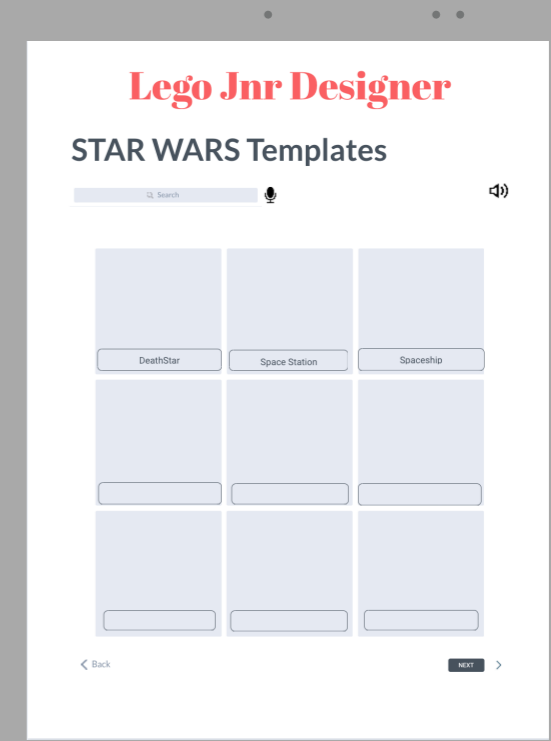 Lego Jnr Designer
STAR WARS Templates
Search
DeathStar
Space Station
Spaceship
Back
NEXT